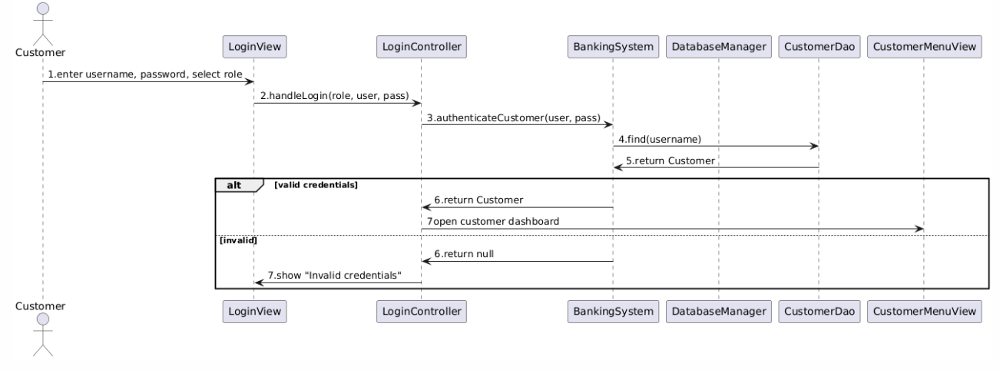 Customer
LoginView
LoginController
BankingSystem
DatabaseManager
CustomerDao
CustomerMenuView
1.enter username, password, select role
2.handleLogin(role, user, pass)
3.authenticateCustomer(user, pass)
4.find(username)
5.return Customer
alt
[valid credentials]
6.return Customer
7open customer dashboard
[invalid]
6.return null
7.show "Invalid credentials"
Customer
LoginView
LoginController
BankingSystem
DatabaseManager
CustomerDao
CustomerMenuView